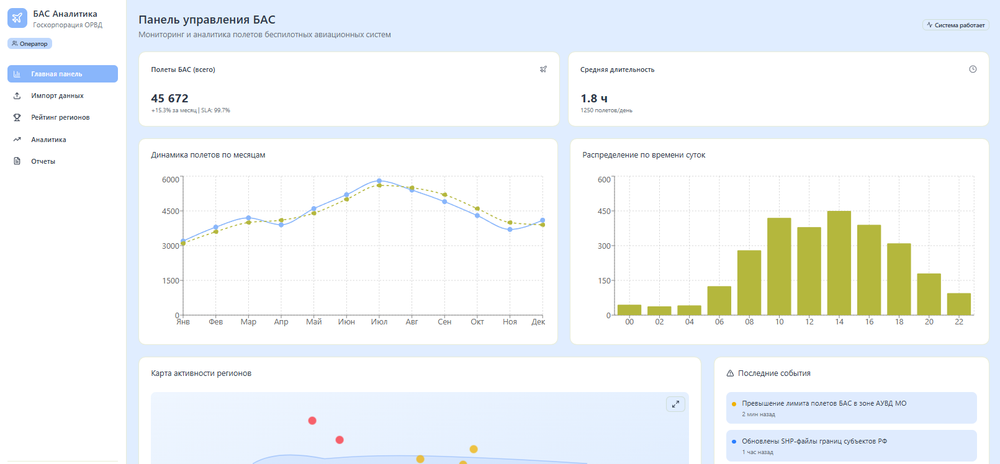 БАС Аналитика
Госкорпорация ОРВД
Оператор
Главная панель
Импорт данных
Рейтинг регионов
Аналитика
Отчеты
Панель управления БАС
Мониторинг и аналитика полетов беспилотных авиационных систем
Система работает
Полеты БАС (всего)
45 672
+15.3% за месяц | SLA: 99.7%
Средняя длительность
1.8 ч
1250 полетов/день
Динамика полетов по месяцам
6000
4500
3000
1500
0
Янв Фев Мар Апр Май Июн Июл Авг Сен Окт Ноя Дек
Распределение по времени суток
600
450
300
150
0
00 02 04 06 08 10 12 14 16 18 20 22
Карта активности регионов
Последние события
Превышение лимита полетов БАС в зоне АУВД МО
2 мин назад
Обновлены SHP-файлы границ субъектов РФ
1 час назад